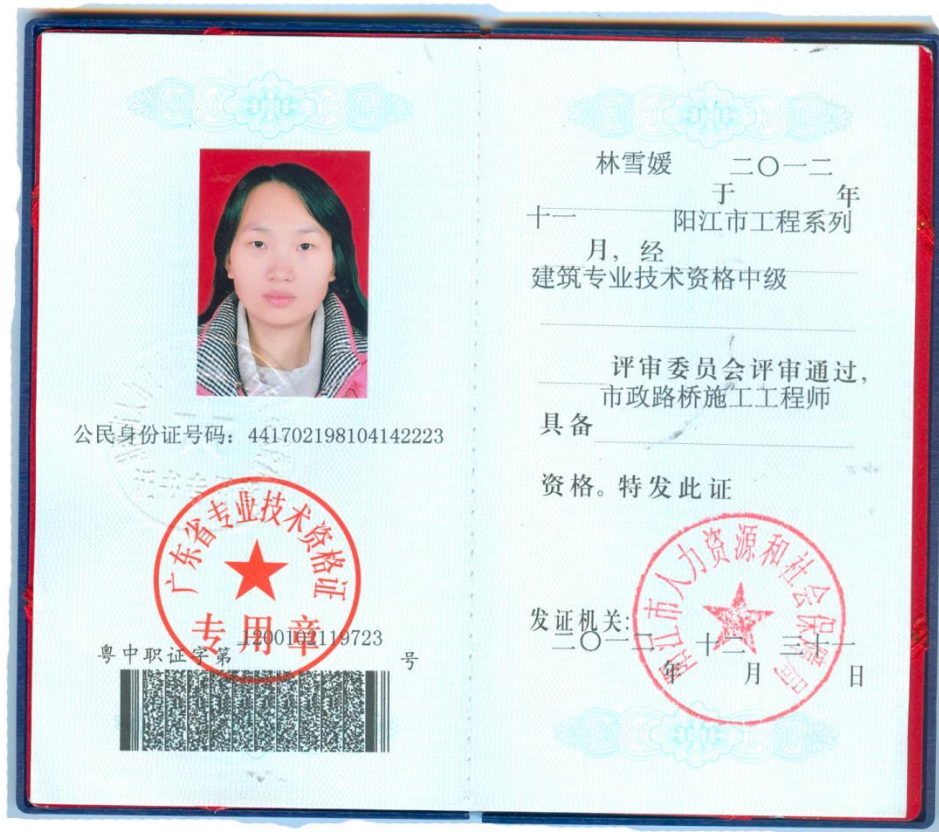 公民身份证号码：441702198104142223
广东省专业技术资格证
专用章
1200102119723
粤中职证字第 号
林雪媛 二〇一二
于 年
十一 阳江市工程系列
月，经
建筑专业技术资格中级
评审委员会评审通过，
市政路桥施工工程师
具备
资格。特发此证
阳江市人力资源和社会保障局
发证机关：
二〇一二 十二 三十一
年 月 日